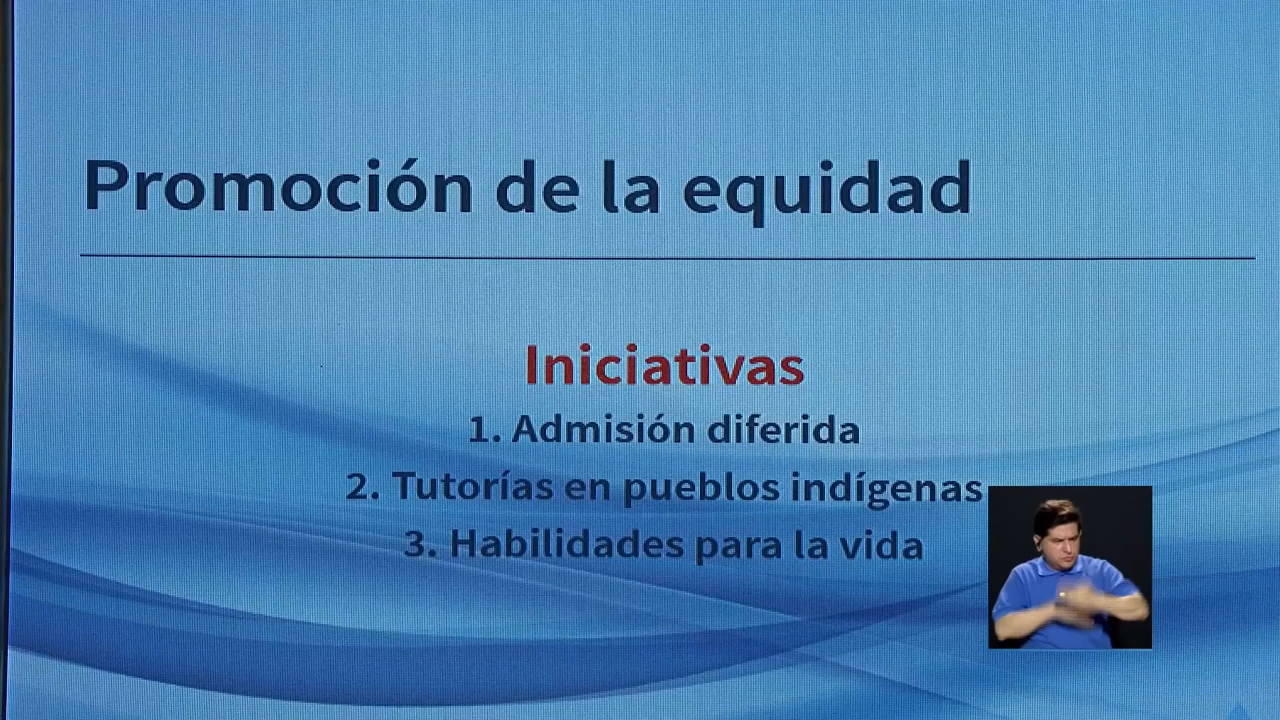 Promoción de la equidad
Iniciativas
1. Admisión diferida
2. Tutorías en pueblos indígenas
3. Habilidades para la vida